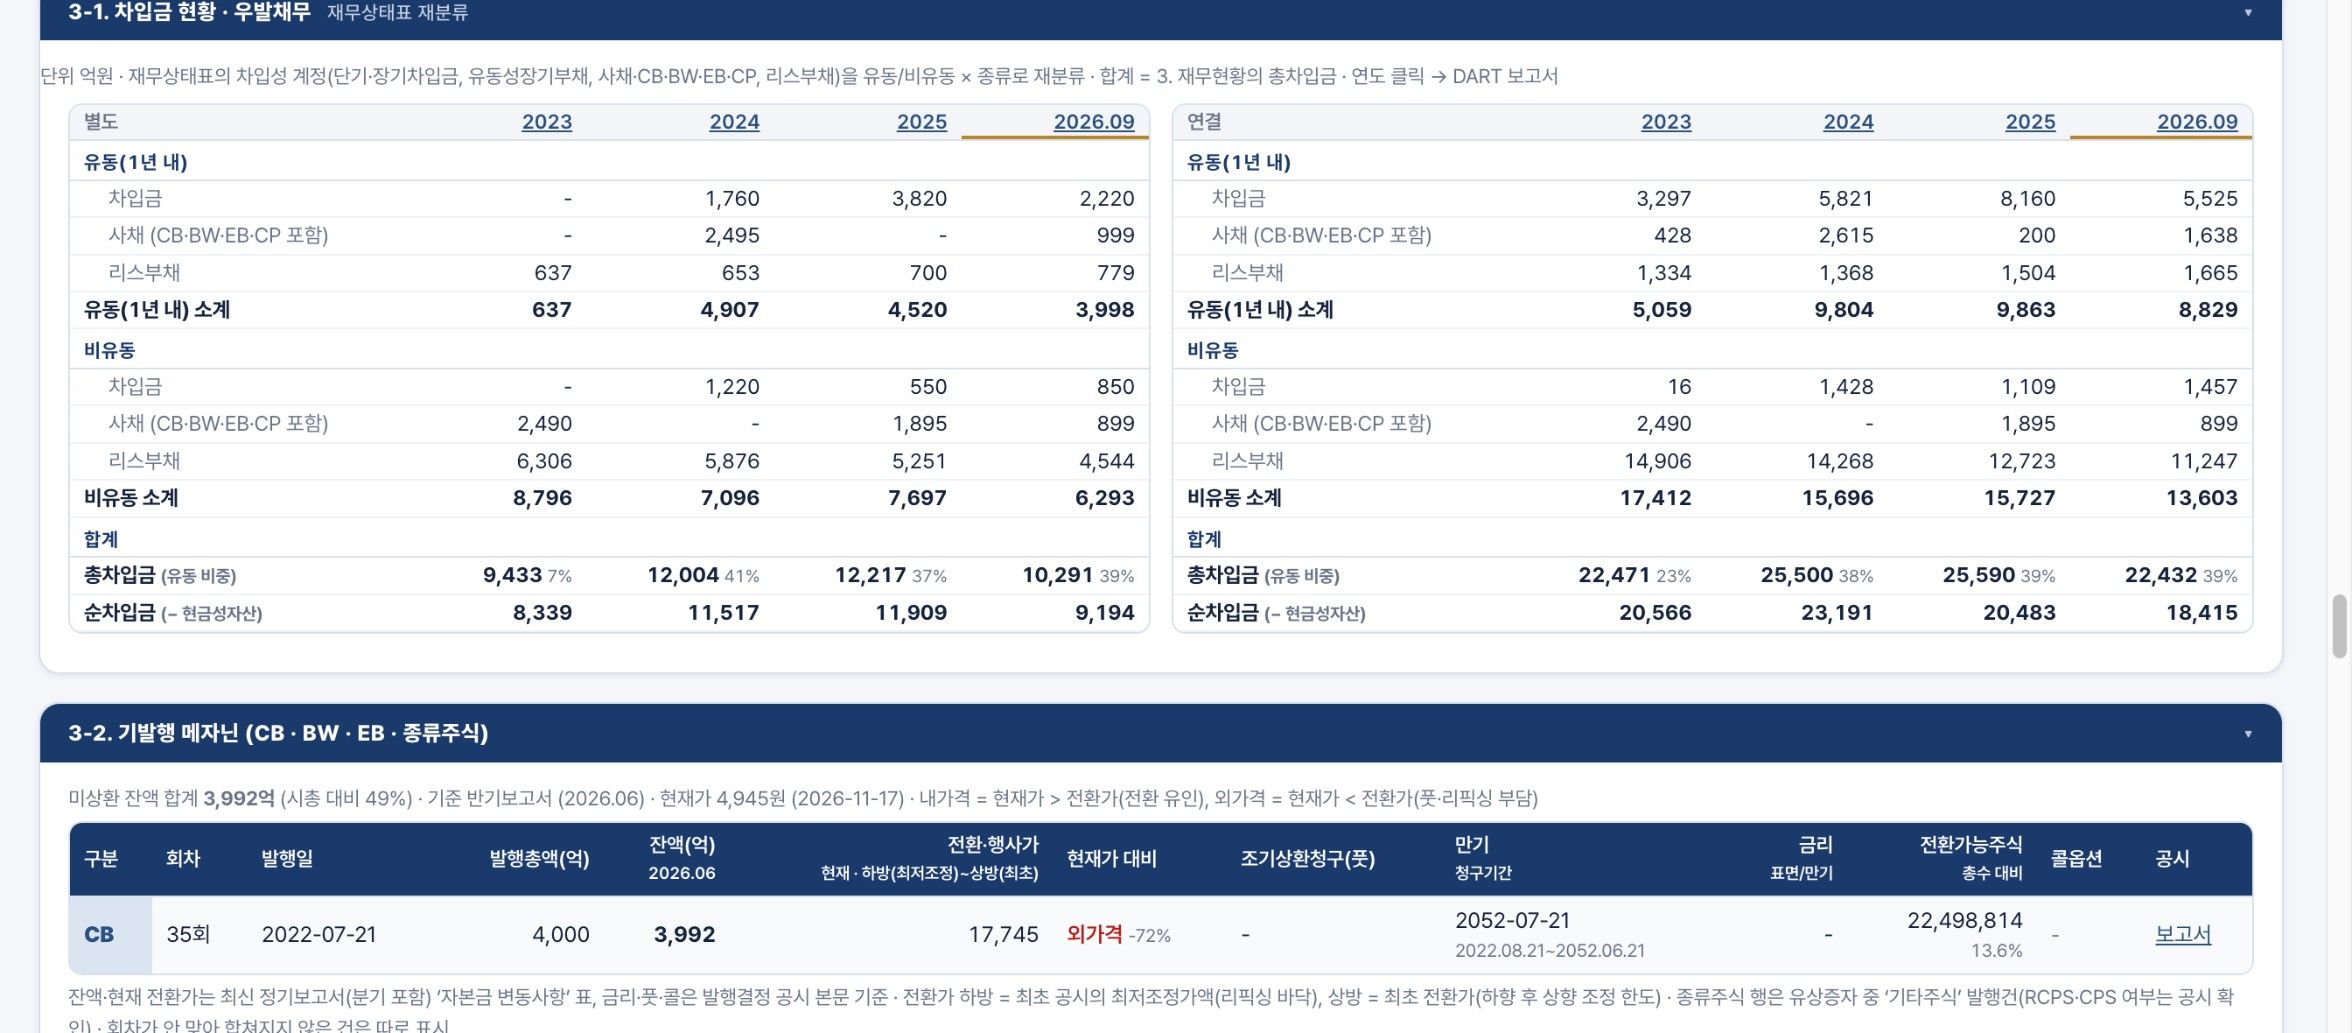 3-1. 차입금 현황 · 우발채무 재무상태표 재분류 ▼
단위 억원 · 재무상태표의 차입성 계정(단기·장기차입금, 유동성장기부채, 사채·CB·BW·EB·CP, 리스부채)을 유동/비유동 × 종류로 재분류 · 합계 = 3. 재무현황의 총차입금 · 연도 클릭 → DART 보고서
별도 2023 2024 2025 2026.09
유동(1년 내)
차입금 - 1,760 3,820 2,220
사채 (CB·BW·EB·CP 포함) - 2,495 - 999
리스부채 637 653 700 779
유동(1년 내) 소계 637 4,907 4,520 3,998
비유동
차입금 - 1,220 550 850
사채 (CB·BW·EB·CP 포함) 2,490 - 1,895 899
리스부채 6,306 5,876 5,251 4,544
비유동 소계 8,796 7,096 7,697 6,293
합계
총차입금 (유동 비중) 9,433 7% 12,004 41% 12,217 37% 10,291 39%
순차입금 (– 현금성자산) 8,339 11,517 11,909 9,194
연결 2023 2024 2025 2026.09
유동(1년 내)
차입금 3,297 5,821 8,160 5,525
사채 (CB·BW·EB·CP 포함) 428 2,615 200 1,638
리스부채 1,334 1,368 1,504 1,665
유동(1년 내) 소계 5,059 9,804 9,863 8,829
비유동
차입금 16 1,428 1,109 1,457
사채 (CB·BW·EB·CP 포함) 2,490 - 1,895 899
리스부채 14,906 14,268 12,723 11,247
비유동 소계 17,412 15,696 15,727 13,603
합계
총차입금 (유동 비중) 22,471 23% 25,500 38% 25,590 39% 22,432 39%
순차입금 (– 현금성자산) 20,566 23,191 20,483 18,415
3-2. 기발행 메자닌 (CB · BW · EB · 종류주식) ▼
미상환 잔액 합계 3,992억 (시총 대비 49%) · 기준 반기보고서 (2026.06) · 현재가 4,945원 (2026-11-17) · 내가격 = 현재가 > 전환가(전환 유인), 외가격 = 현재가 < 전환가(풋·리픽싱 부담)
구분 회차 발행일 발행총액(억) 잔액(억) 전환·행사가 현재가 대비 조기상환청구(풋) 만기 금리 전환가능주식 콜옵션 공시
2026.06 현재 · 하방(최저조정)~상방(최초) 청구기간 표면/만기 총수 대비
CB 35회 2022-07-21 4,000 3,992 17,745 외가격 -72% - 2052-07-21 - 22,498,814 - 보고서
2022.08.21~2052.06.21 13.6%
잔액·현재 전환가는 최신 정기보고서(분기 포함) ‘자본금 변동사항’ 표, 금리·풋·콜은 발행결정 공시 본문 기준 · 전환가 하방 = 최초 공시의 최저조정가액(리픽싱 바닥), 상방 = 최초 전환가(하향 후 상향 조정 한도) · 종류주식 행은 유상증자 중 ‘기타주식’ 발행건(RCPS·CPS 여부는 공시 확
인) · 회차가 안 맞아 합쳐지지 않은 건은 따로 표시